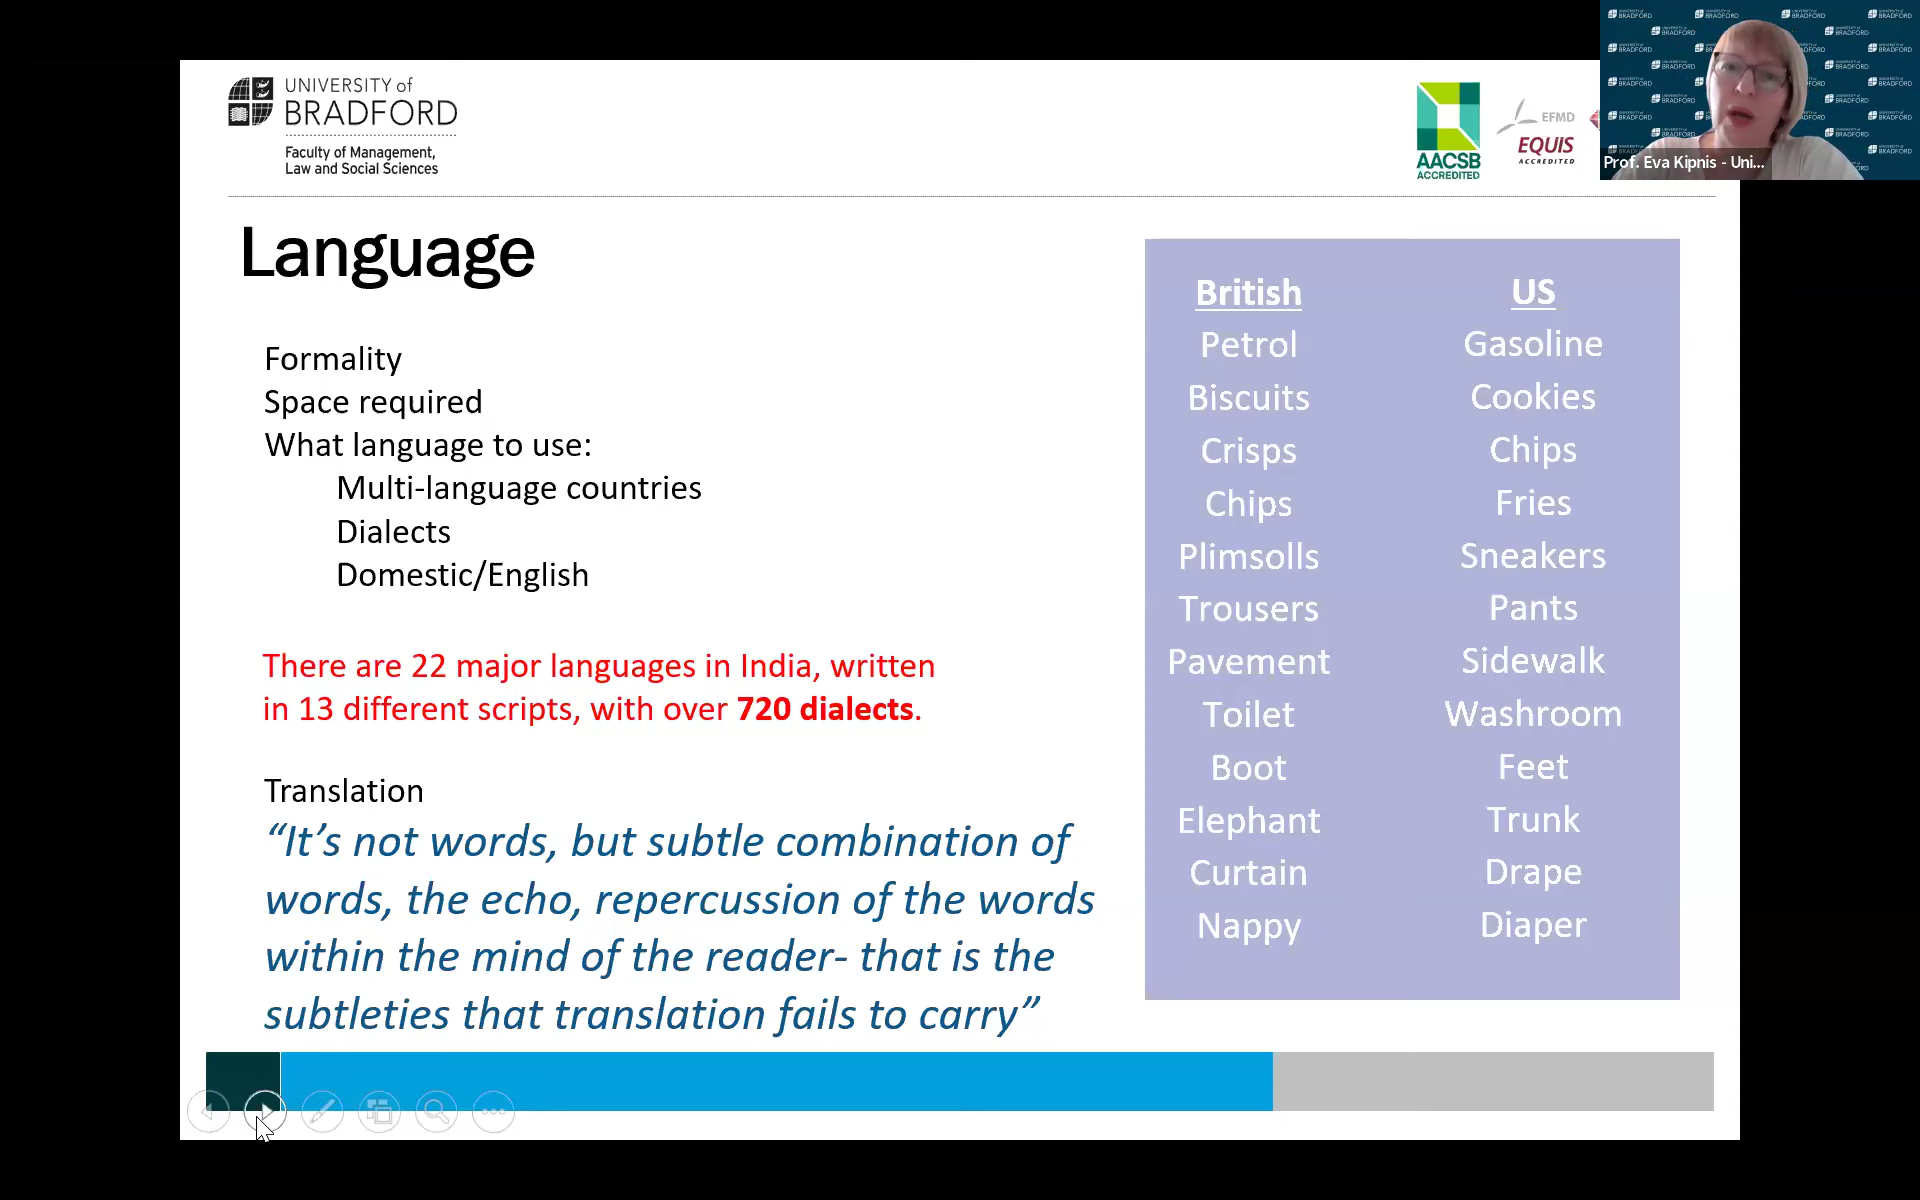 UNIVERSITY of
BRADFORD
Faculty of Management,
Law and Social Sciences
AACSB
ACCREDITED
EFMD
EQUIS
ACCREDITED
Prof. Eva Kipnis - Uni...
Language
Formality
Space required
What language to use:
Multi-language countries
Dialects
Domestic/English
There are 22 major languages in India, written
in 13 different scripts, with over 720 dialects.
Translation
“It’s not words, but subtle combination of
words, the echo, repercussion of the words
within the mind of the reader- that is the
subtleties that translation fails to carry”
British US
Petrol Gasoline
Biscuits Cookies
Crisps Chips
Chips Fries
Plimsolls Sneakers
Trousers Pants
Pavement Sidewalk
Toilet Washroom
Boot Feet
Elephant Trunk
Curtain Drape
Nappy Diaper